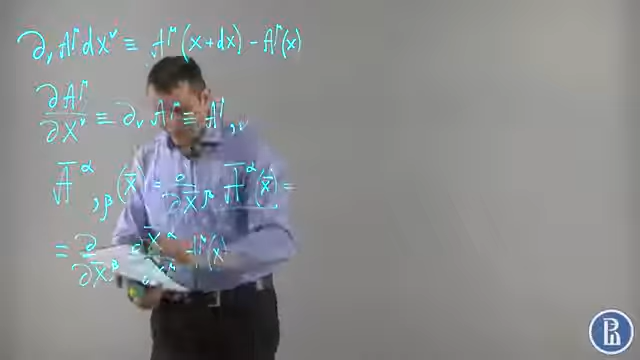 ∂_ν A^μ dx^ν ≡ A^μ(x+dx) − A^μ(x)
∂A^μ/∂x^ν ≡ ∂_ν A^μ ≡ A^μ_{,ν}
Ā^α_{,β}(x̄) = ∂/∂x̄^β Ā^α(x̄) =
= ∂/∂x̄^β